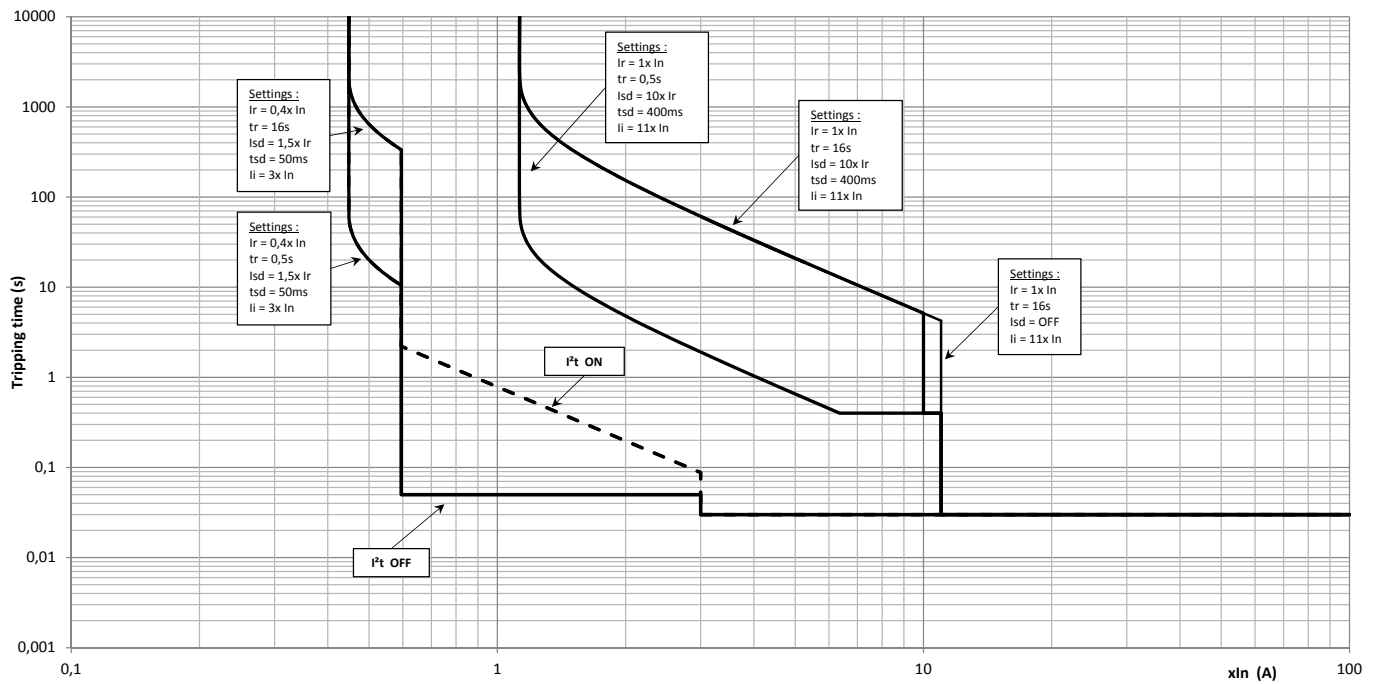 10000
1000
100
10
1
0,1
0,01
0,001
Tripping time (s)
0,1
1
10
100
xIn (A)
Settings :
Ir = 0,4x In
tr = 16s
Isd = 1,5x Ir
tsd = 50ms
Ii = 3x In
Settings :
Ir = 0,4x In
tr = 0,5s
Isd = 1,5x Ir
tsd = 50ms
Ii = 3x In
Settings :
Ir = 1x In
tr = 0,5s
Isd = 10x Ir
tsd = 400ms
Ii = 11x In
Settings :
Ir = 1x In
tr = 16s
Isd = 10x Ir
tsd = 400ms
Ii = 11x In
Settings :
Ir = 1x In
tr = 16s
Isd = OFF
Ii = 11x In
I²t ON
I²t OFF